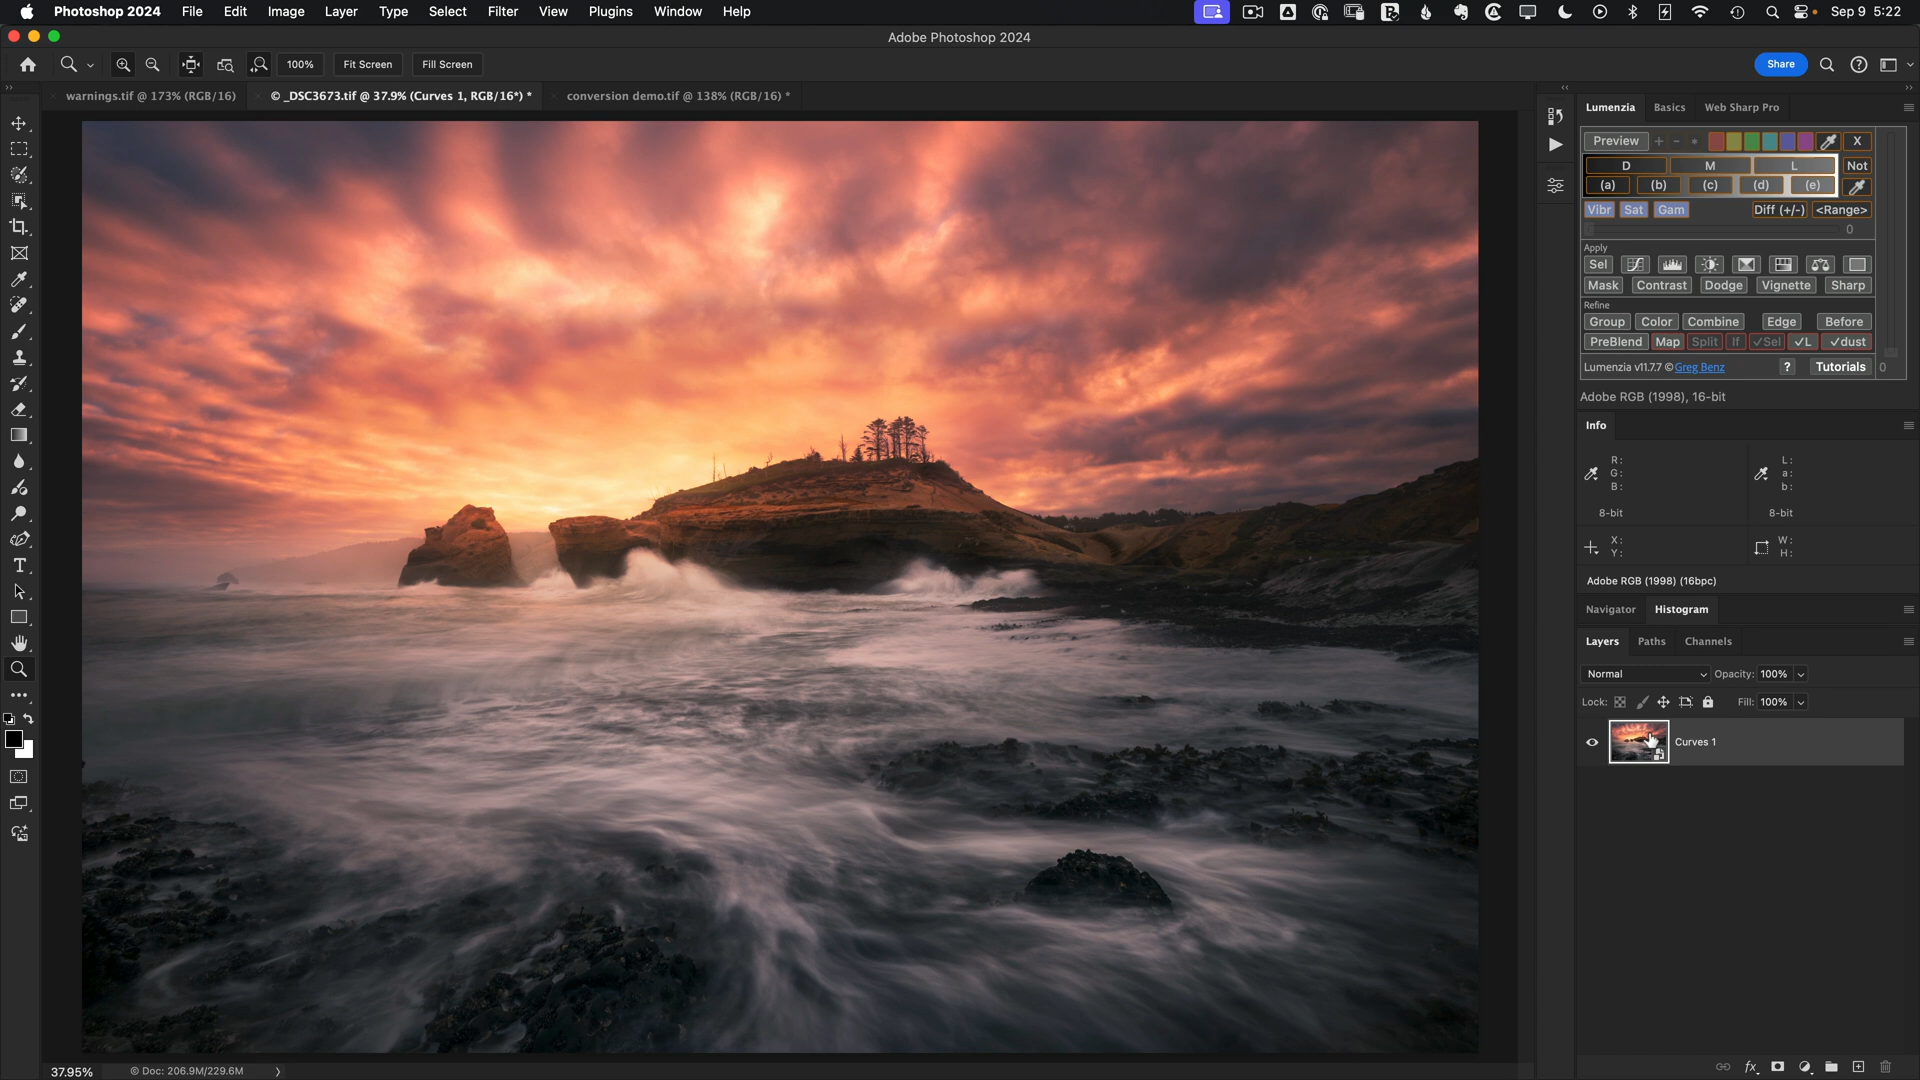 Photoshop 2024 File Edit Image Layer Type Select Filter View Plugins Window Help Sep 9 5:22
Adobe Photoshop 2024
100% Fit Screen Fill Screen Share
warnings.tif @ 173% (RGB/16) © _DSC3673.tif @ 37.9% (Curves 1, RGB/16*) * conversion demo.tif @ 138% (RGB/16) *
Lumenzia Basics Web Sharp Pro
Preview + - X
D M L Not
(a) (b) (c) (d) (e)
Vibr Sat Gam Diff (+/-) <Range>
0
Apply
Sel
Mask Contrast Dodge Vignette Sharp
Refine
Group Color Combine Edge Before
PreBlend Map Split If ✓Sel ✓L ✓dust
Lumenzia v11.7.7 © Greg Benz ? Tutorials 0
Adobe RGB (1998), 16-bit
Info
R: L:
G: a:
B: b:
8-bit 8-bit
X: W:
Y: H:
Adobe RGB (1998) (16bpc)
Navigator Histogram
Layers Paths Channels
Normal Opacity: 100%
Lock: Fill: 100%
Curves 1
37.95% © Doc: 206.9M/229.6M